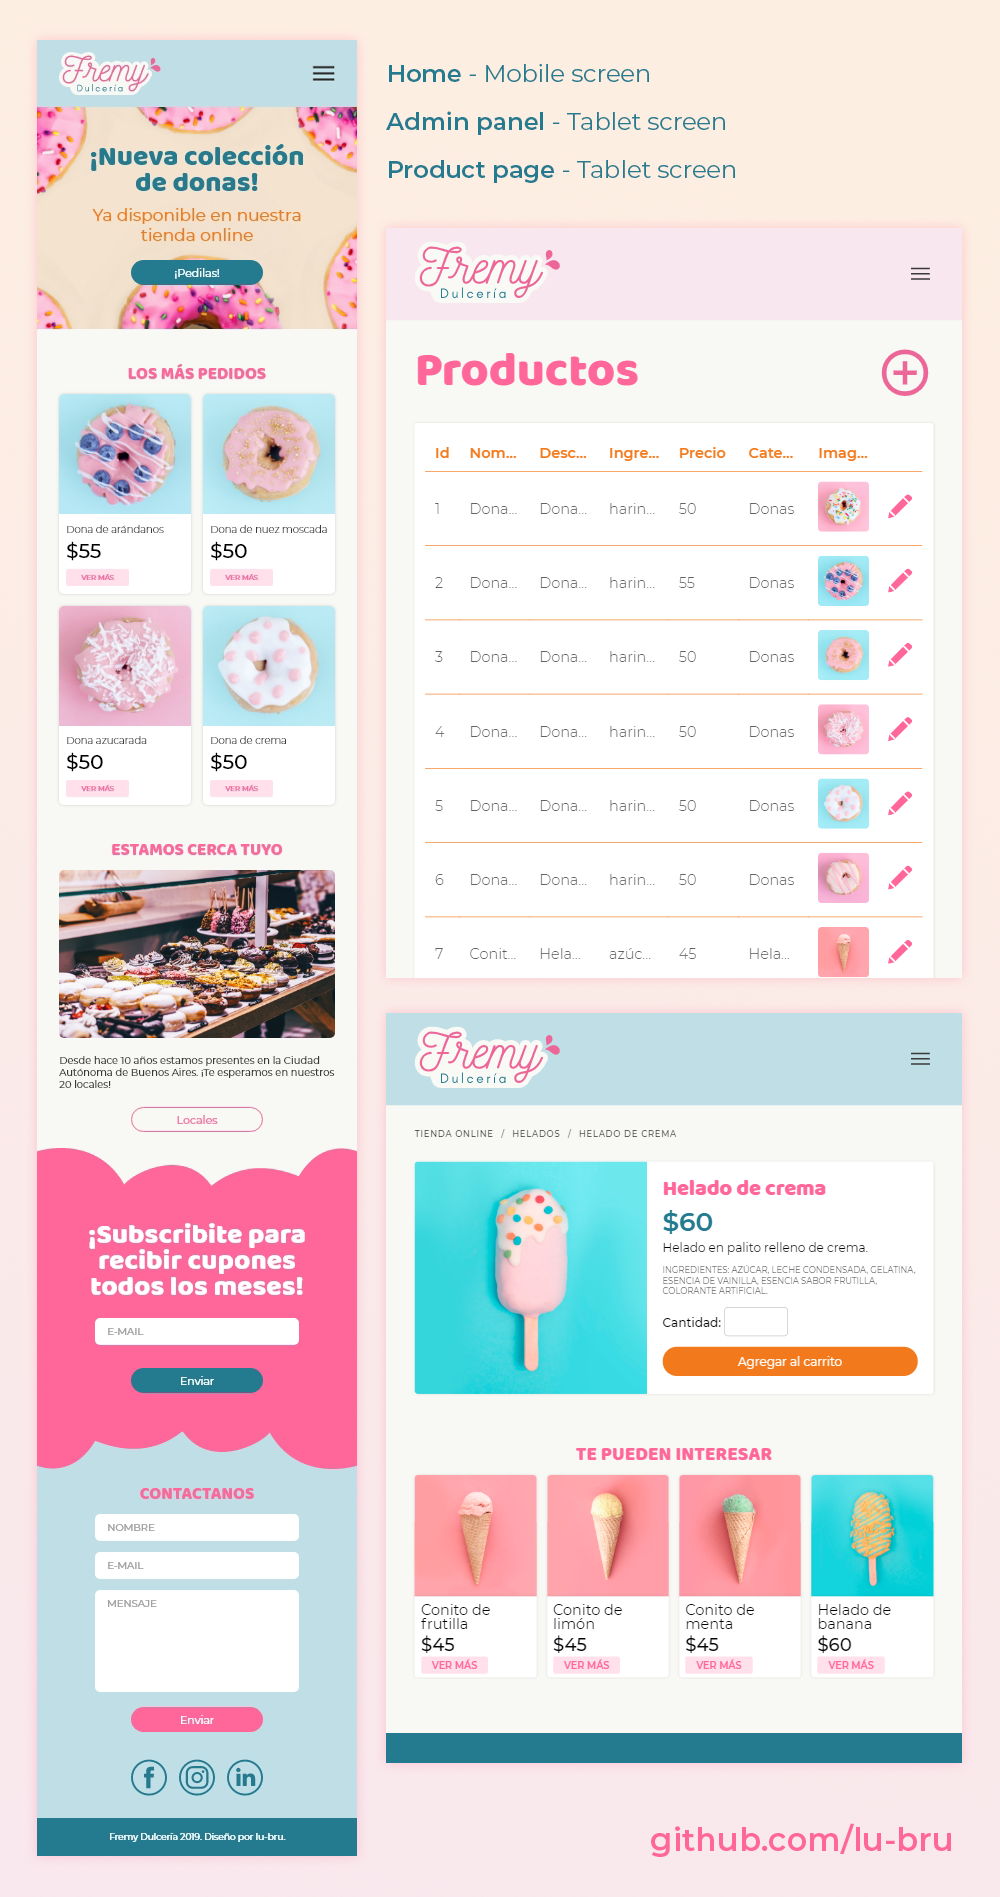 Fremy
Dulcería
¡Nueva colección
de donas!
Ya disponible en nuestra
tienda online
¡Pedilas!
LOS MÁS PEDIDOS
Dona de arándanos
$55
VER MÁS
Dona de nuez moscada
$50
VER MÁS
Dona azucarada
$50
VER MÁS
Dona de crema
$50
VER MÁS
ESTAMOS CERCA TUYO
Desde hace 10 años estamos presentes en la Ciudad
Autónoma de Buenos Aires. ¡Te esperamos en nuestros
20 locales!
Locales
¡Subscribite para
recibir cupones
todos los meses!
E-MAIL
Enviar
CONTACTANOS
NOMBRE
E-MAIL
MENSAJE
Enviar
f
in
Fremy Dulcería 2019. Diseño por lu-bru.
Home - Mobile screen
Admin panel - Tablet screen
Product page - Tablet screen
Fremy
Dulcería
Productos
Id Nom... Desc... Ingre... Precio Cate... Imag...
1 Dona... Dona... harin... 50 Donas
2 Dona... Dona... harin... 55 Donas
3 Dona... Dona... harin... 50 Donas
4 Dona... Dona... harin... 50 Donas
5 Dona... Dona... harin... 50 Donas
6 Dona... Dona... harin... 50 Donas
7 Conit... Hela... azúc... 45 Hela...
Fremy
Dulcería
TIENDA ONLINE / HELADOS / HELADO DE CREMA
Helado de crema
$60
Helado en palito relleno de crema.
INGREDIENTES: AZÚCAR, LECHE CONDENSADA, GELATINA,
ESENCIA DE VAINILLA, ESENCIA SABOR FRUTILLA,
COLORANTE ARTIFICIAL.
Cantidad:
Agregar al carrito
TE PUEDEN INTERESAR
Conito de
frutilla
$45
VER MÁS
Conito de
limón
$45
VER MÁS
Conito de
menta
$45
VER MÁS
Helado de
banana
$60
VER MÁS
github.com/lu-bru